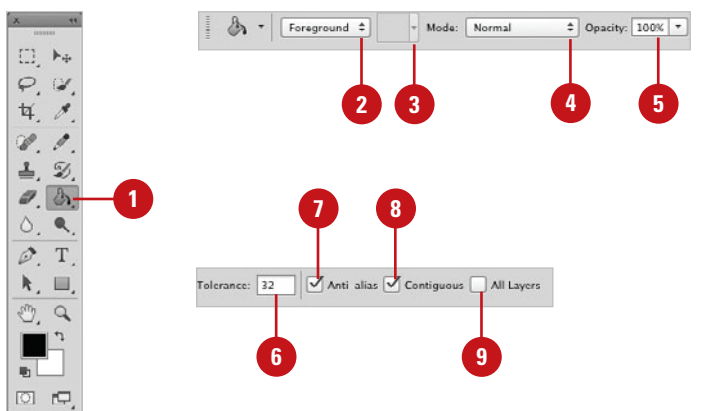 Foreground Mode: Normal Opacity: 100%
2 3 4 5
1
7 8
Tolerance: 32 Anti alias Contiguous All Layers
6 9
T